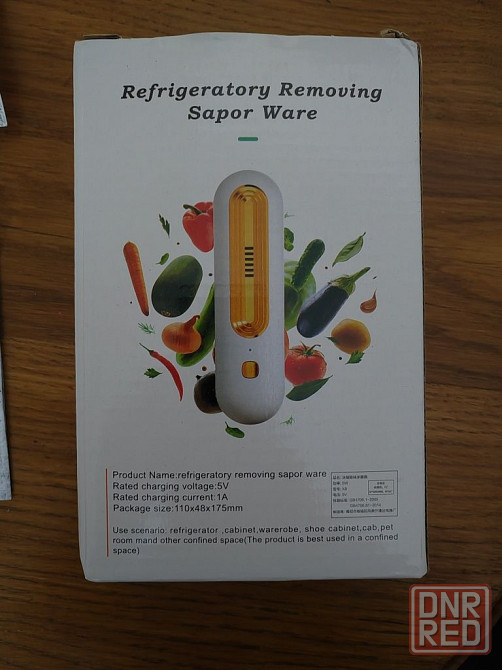 Refrigeratory Removing
Sapor Ware
Product Name:refrigeratory removing sapor ware
Rated charging voltage:5V
Rated charging current:1A
Package size:110x48x175mm
Use scenario: refrigerator ,cabinet,warerobe, shoe cabinet,cab,pet
room mand other confined space(The product is best used in a confined
space)
DNR
RED